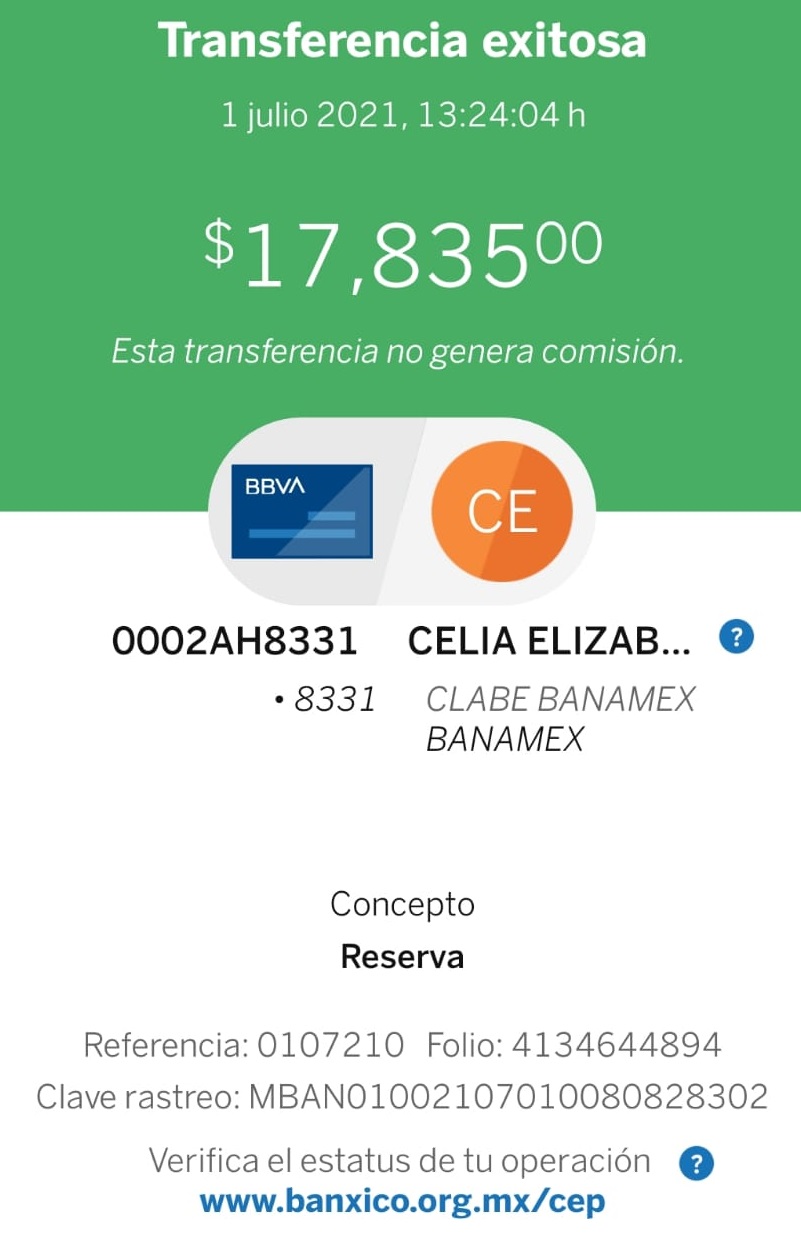 Transferencia exitosa
1 julio 2021, 13:24:04 h
$17,83500
Esta transferencia no genera comisión.
BBVA
CE
0002AH8331 CELIA ELIZAB... ?
• 8331 CLABE BANAMEX
BANAMEX
Concepto
Reserva
Referencia: 0107210 Folio: 4134644894
Clave rastreo: MBAN01002107010080828302
Verifica el estatus de tu operación ?
www.banxico.org.mx/cep